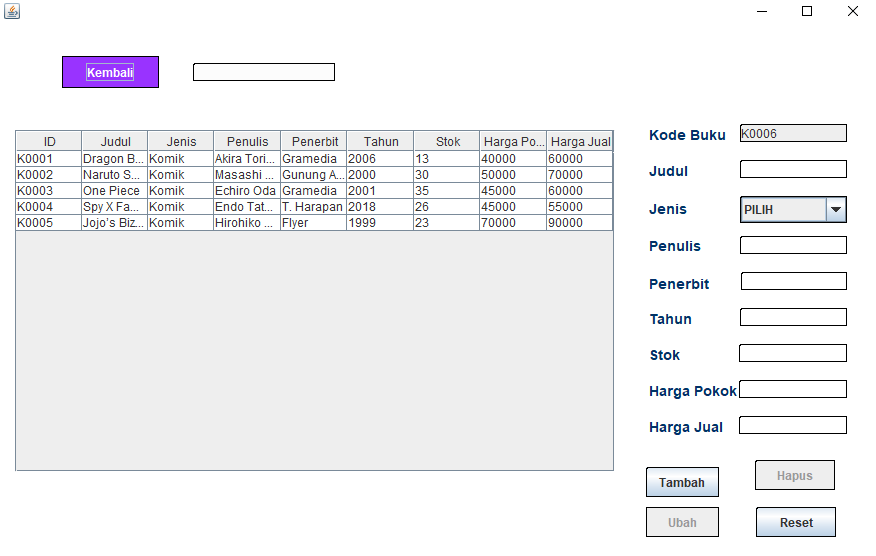 Kembali
ID Judul Jenis Penulis Penerbit Tahun Stok Harga Po... Harga Jual
K0001 Dragon B... Komik Akira Tori... Gramedia 2006 13 40000 60000
K0002 Naruto S... Komik Masashi ... Gunung A... 2000 30 50000 70000
K0003 One Piece Komik Echiro Oda Gramedia 2001 35 45000 60000
K0004 Spy X Fa... Komik Endo Tat... T. Harapan 2018 26 45000 55000
K0005 Jojo's Biz... Komik Hirohiko ... Flyer 1999 23 70000 90000
Kode Buku K0006
Judul
Jenis PILIH
Penulis
Penerbit
Tahun
Stok
Harga Pokok
Harga Jual
Tambah Hapus
Ubah Reset